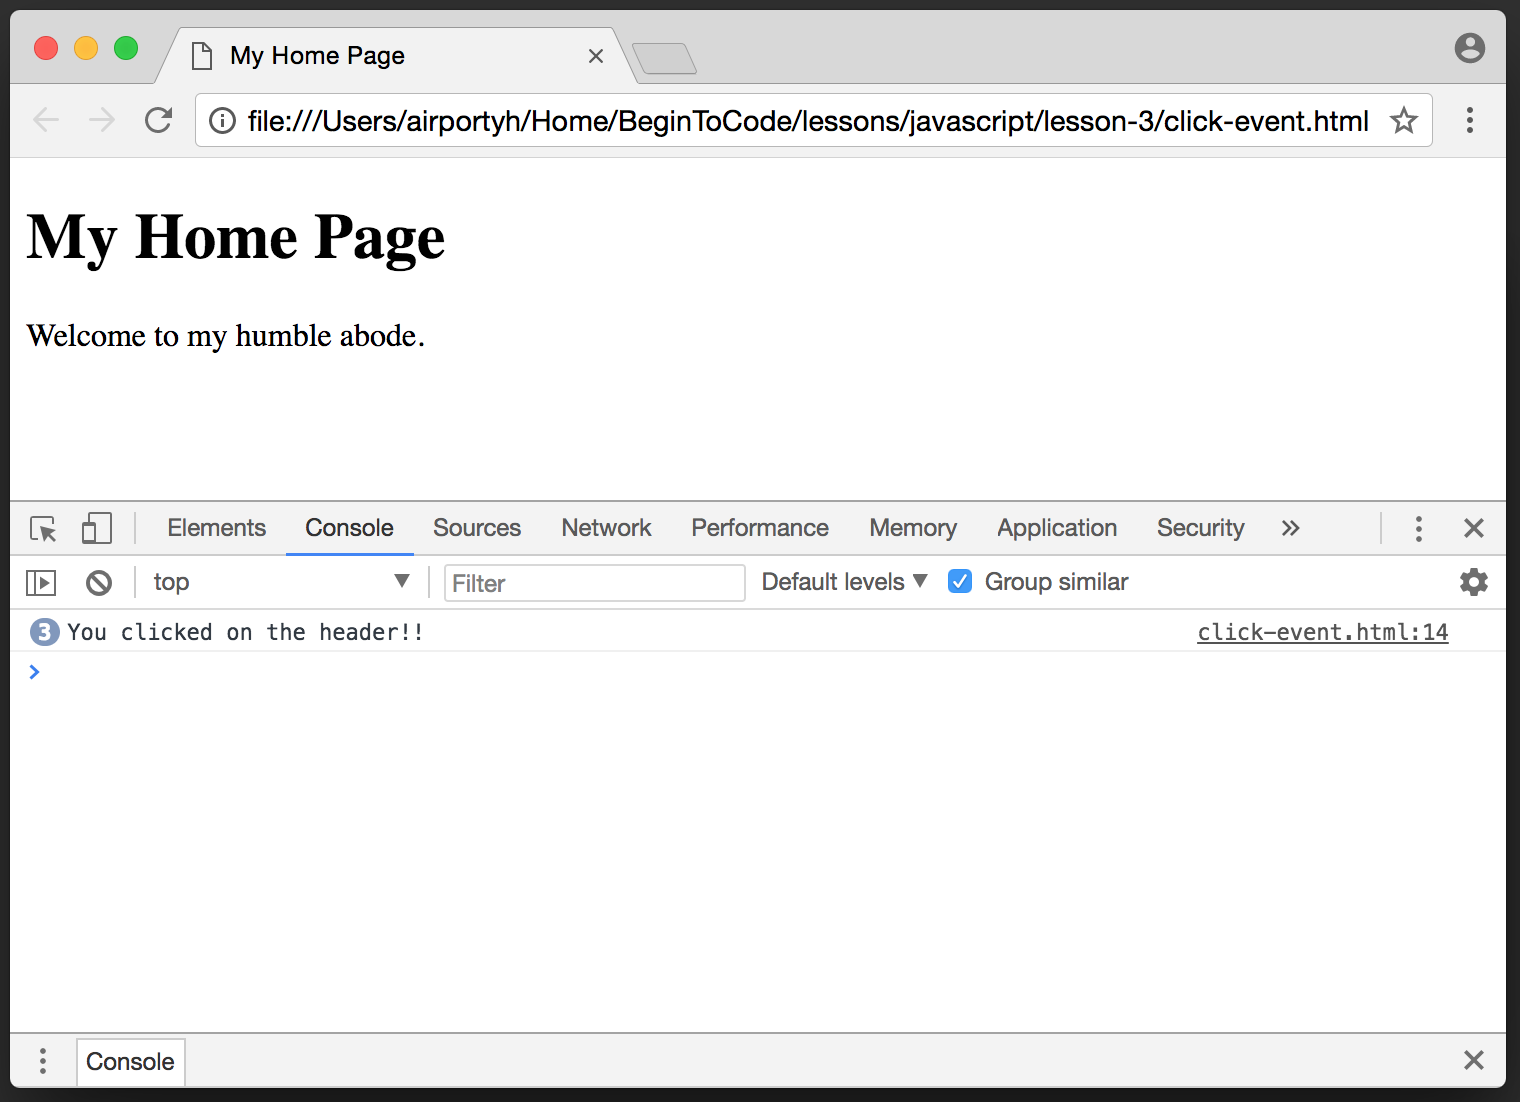 My Home Page
file:///Users/airportyh/Home/BeginToCode/lessons/javascript/lesson-3/click-event.html
My Home Page
Welcome to my humble abode.
Elements Console Sources Network Performance Memory Application Security
top Filter Default levels Group similar
3 You clicked on the header!! click-event.html:14
Console